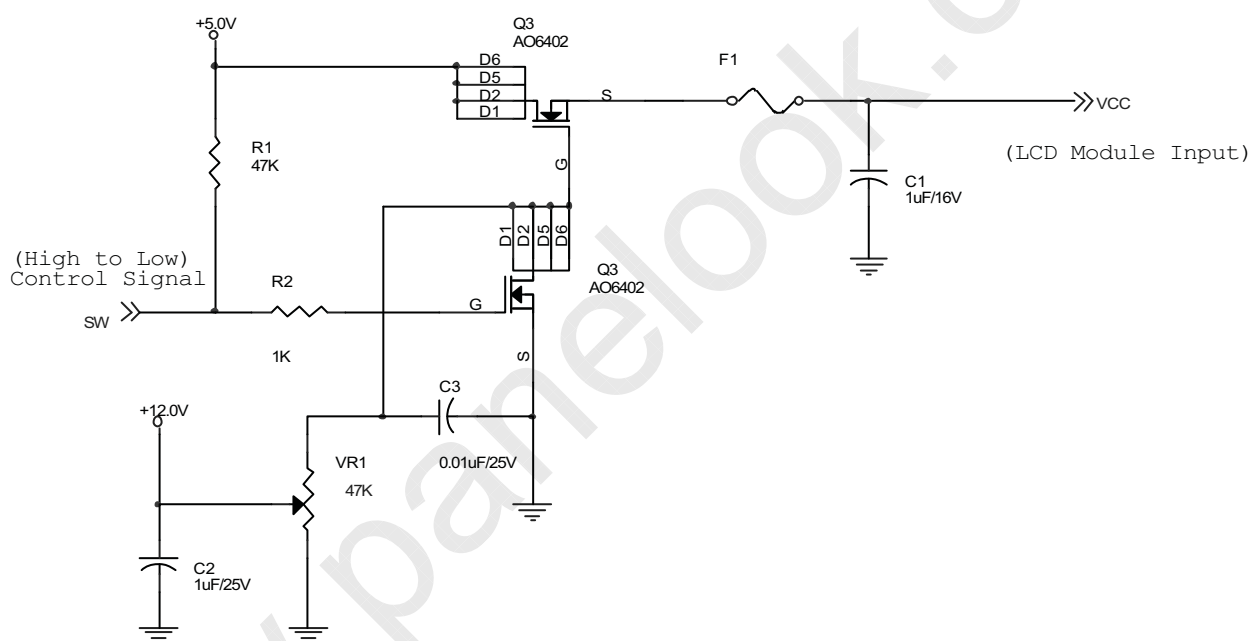 +5.0V
Q3
AO6402
D6
D5
D2
D1
S
G
F1
VCC
(LCD Module Input)
R1
47K
C1
1uF/16V
D1
D2
D5
D6
(High to Low)
Control Signal
SW
R2
1K
G
Q3
AO6402
S
C3
0.01uF/25V
+12.0V
VR1
47K
C2
1uF/25V
panelook.